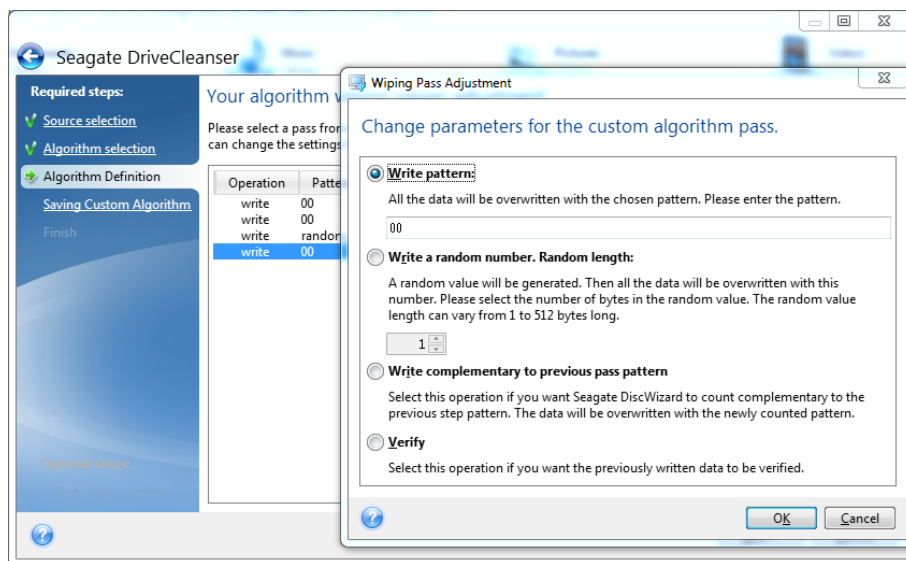 Seagate DriveCleanser
Required steps:
Source selection
Algorithm selection
Algorithm Definition
Saving Custom Algorithm
Finish
Your algorithm
Please select a pass from
can change the settings
Operation Patte
write 00
write 00
write random
write 00
Wiping Pass Adjustment
Change parameters for the custom algorithm pass.
Write pattern:
All the data will be overwritten with the chosen pattern. Please enter the pattern.
00
Write a random number. Random length:
A random value will be generated. Then all the data will be overwritten with this
number. Please select the number of bytes in the random value. The random value
length can vary from 1 to 512 bytes long.
1
Write complementary to previous pass pattern
Select this operation if you want Seagate DiscWizard to count complementary to the
previous step pattern. The data will be overwritten with the newly counted pattern.
Verify
Select this operation if you want the previously written data to be verified.
OK
Cancel